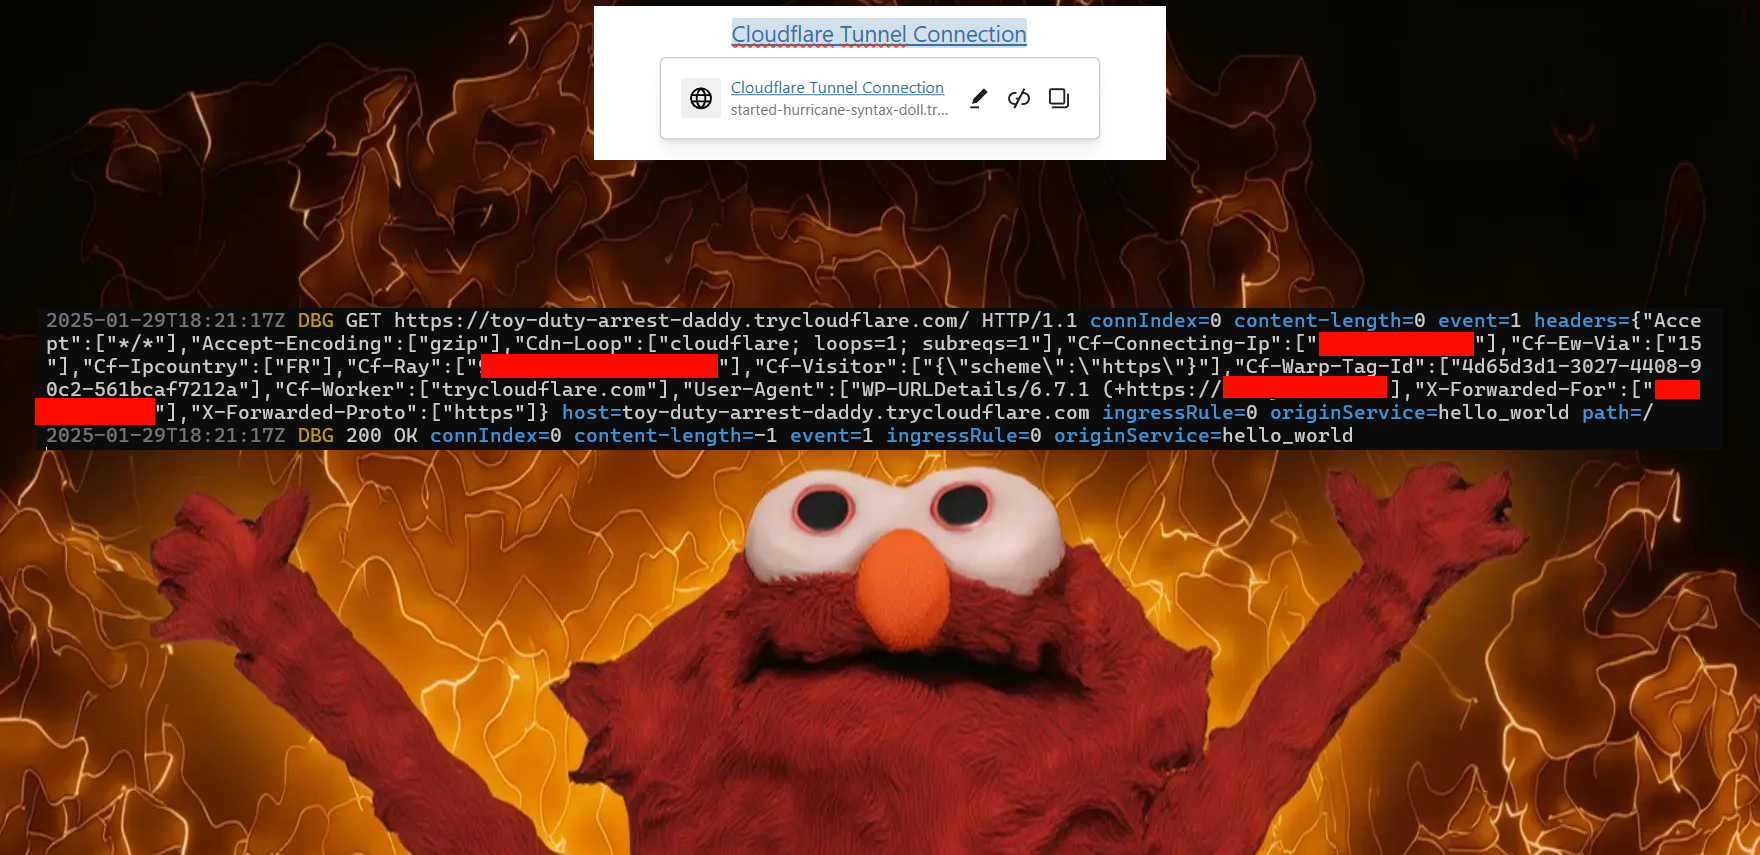 Cloudflare Tunnel Connection
Cloudflare Tunnel Connection
started-hurricane-syntax-doll.tr...
2025-01-29T18:21:17Z DBG GET https://toy-duty-arrest-daddy.trycloudflare.com/ HTTP/1.1 connIndex=0 content-length=0 event=1 headers={"Acce
pt":["*/*"],"Accept-Encoding":["gzip"],"Cdn-Loop":["cloudflare; loops=1; subreqs=1"],"Cf-Connecting-Ip":[" "],"Cf-Ew-Via":["15
"],"Cf-Ipcountry":["FR"],"Cf-Ray":[" "],"Cf-Visitor":["{\"scheme\":\"https\"}"],"Cf-Warp-Tag-Id":["4d65d3d1-3027-4408-9
0c2-561bcaf7212a"],"Cf-Worker":["trycloudflare.com"],"User-Agent":["WP-URLDetails/6.7.1 (+https:// ],"X-Forwarded-For":["
"],"X-Forwarded-Proto":["https"]} host=toy-duty-arrest-daddy.trycloudflare.com ingressRule=0 originService=hello_world path=/
2025-01-29T18:21:17Z DBG 200 OK connIndex=0 content-length=-1 event=1 ingressRule=0 originService=hello_world